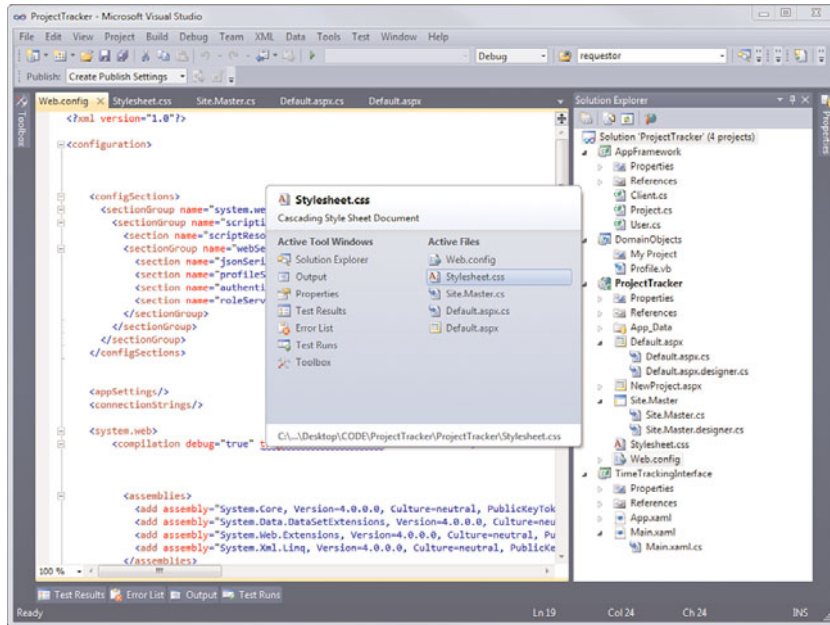 ProjectTracker - Microsoft Visual Studio
File Edit View Project Build Debug Team XML Data Tools Test Window Help
Debug requestor
Publish: Create Publish Settings
Toolbox
Web.config Stylesheet.css Site.Master.cs Default.aspx.cs Default.aspx
<?xml version="1.0"?>
<configuration>
<configSections>
<sectionGroup name="system.we
<sectionGroup name="scripti
<section name="scriptReso
<sectionGroup name="webSe
<section name="jsonSeri
<section name="profileS
<section name="authenti
<section name="roleServ
</sectionGroup>
</sectionGroup>
</sectionGroup>
</configSections>
<appSettings/>
<connectionStrings/>
<system.web>
<compilation debug="true"
<assemblies>
<add assembly="System.Core, Version=4.0.0.0, Culture=neutral, PublicKeyTok
<add assembly="System.Data.DataSetExtensions, Version=4.0.0.0, Culture=neu
<add assembly="System.Web.Extensions, Version=4.0.0.0, Culture=neutral, Pu
<add assembly="System.Xml.Linq, Version=4.0.0.0, Culture=neutral, PublicKe
</assemblies>
100 %
Stylesheet.css
Cascading Style Sheet Document
Active Tool Windows
Solution Explorer
Output
Properties
Test Results
Error List
Test Runs
Toolbox
Active Files
Web.config
Stylesheet.css
Site.Master.cs
Default.aspx.cs
Default.aspx
C:\...\Desktop\CODE\ProjectTracker\ProjectTracker\Stylesheet.css
Solution Explorer
Solution 'ProjectTracker' (4 projects)
AppFramework
Properties
References
Client.cs
Project.cs
User.cs
DomainObjects
My Project
Profile.vb
ProjectTracker
Properties
References
App_Data
Default.aspx
Default.aspx.cs
Default.aspx.designer.cs
NewProject.aspx
Site.Master
Site.Master.cs
Site.Master.designer.cs
Stylesheet.css
Web.config
TimeTrackingInterface
Properties
References
App.xaml
Main.xaml
Main.xaml.cs
Properties
Test Results Error List Output Test Runs
Ready Ln 19 Col 24 Ch 24 INS